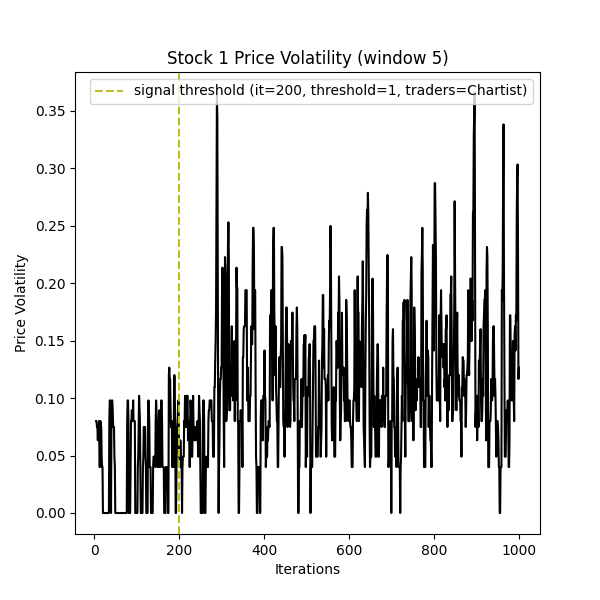 Stock 1 Price Volatility (window 5)
signal threshold (it=200, threshold=1, traders=Chartist)
Price Volatility
0.35
0.30
0.25
0.20
0.15
0.10
0.05
0.00
0 200 400 600 800 1000
Iterations